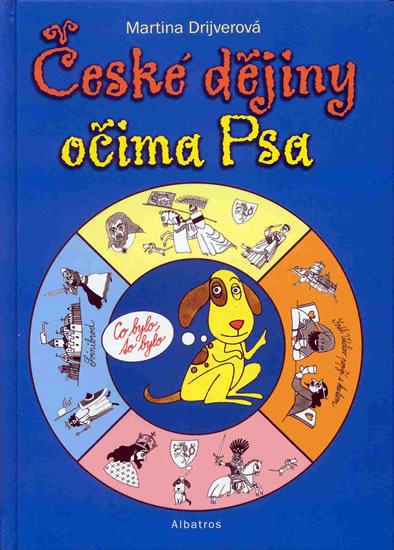 Martina Drijverová
České dějiny
očima Psa
Co bylo,
to bylo
Albatros